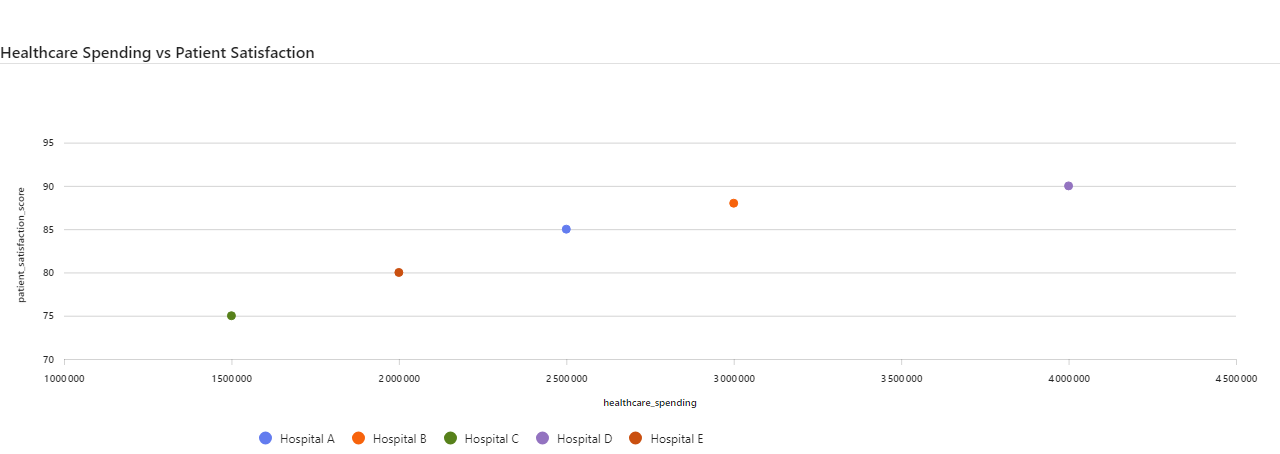 Healthcare Spending vs Patient Satisfaction
95
90
85
80
75
70
patient_satisfaction_score
1 000 000 1 500 000 2 000 000 2 500 000 3 000 000 3 500 000 4 000 000 4 500 000
healthcare_spending
Hospital A Hospital B Hospital C Hospital D Hospital E